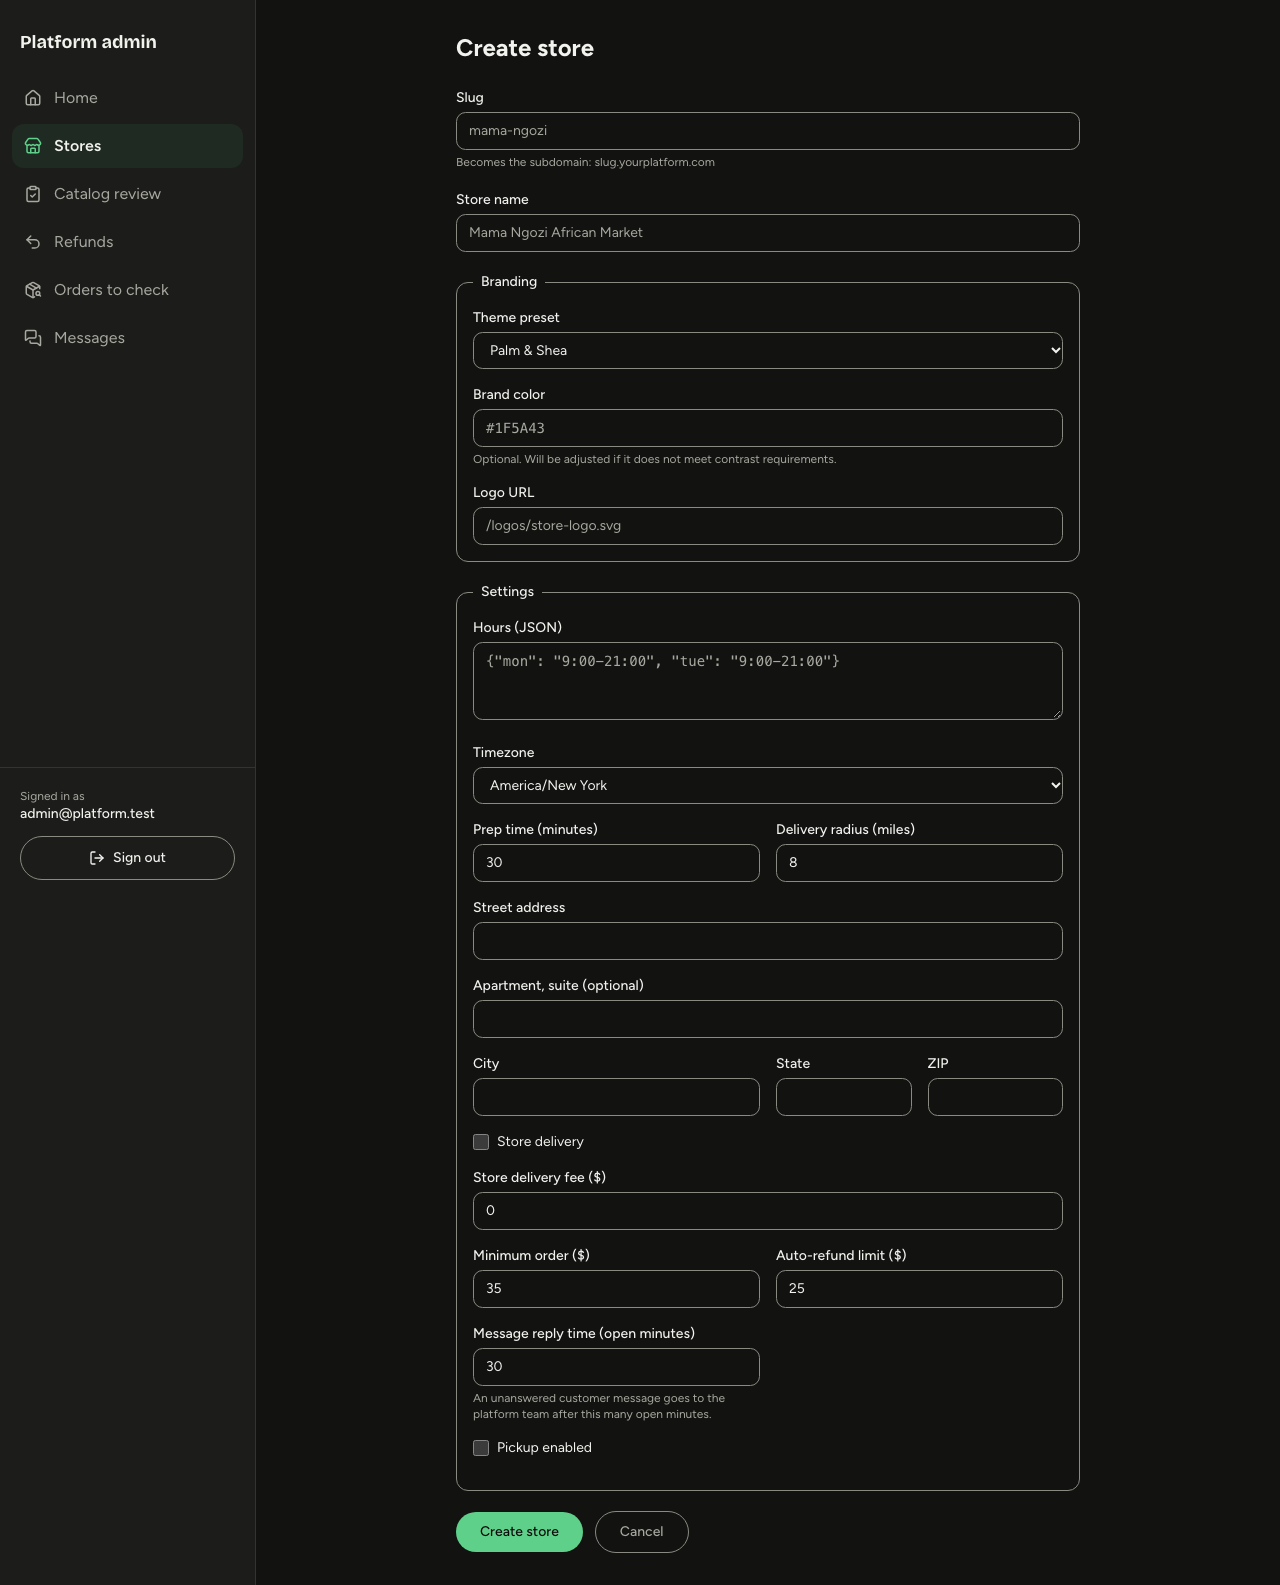 Platform admin
Home
Stores
Catalog review
Refunds
Orders to check
Messages
Signed in as
admin@platform.test
Sign out
Create store
Slug
mama-ngozi
Becomes the subdomain: slug.yourplatform.com
Store name
Mama Ngozi African Market
Branding
Theme preset
Palm & Shea
Brand color
#1F5A43
Optional. Will be adjusted if it does not meet contrast requirements.
Logo URL
/logos/store-logo.svg
Settings
Hours (JSON)
{"mon": "9:00-21:00", "tue": "9:00-21:00"}
Timezone
America/New York
Prep time (minutes)
30
Delivery radius (miles)
8
Street address
Apartment, suite (optional)
City
State
ZIP
Store delivery
Store delivery fee ($)
0
Minimum order ($)
35
Auto-refund limit ($)
25
Message reply time (open minutes)
30
An unanswered customer message goes to the
platform team after this many open minutes.
Pickup enabled
Create store
Cancel